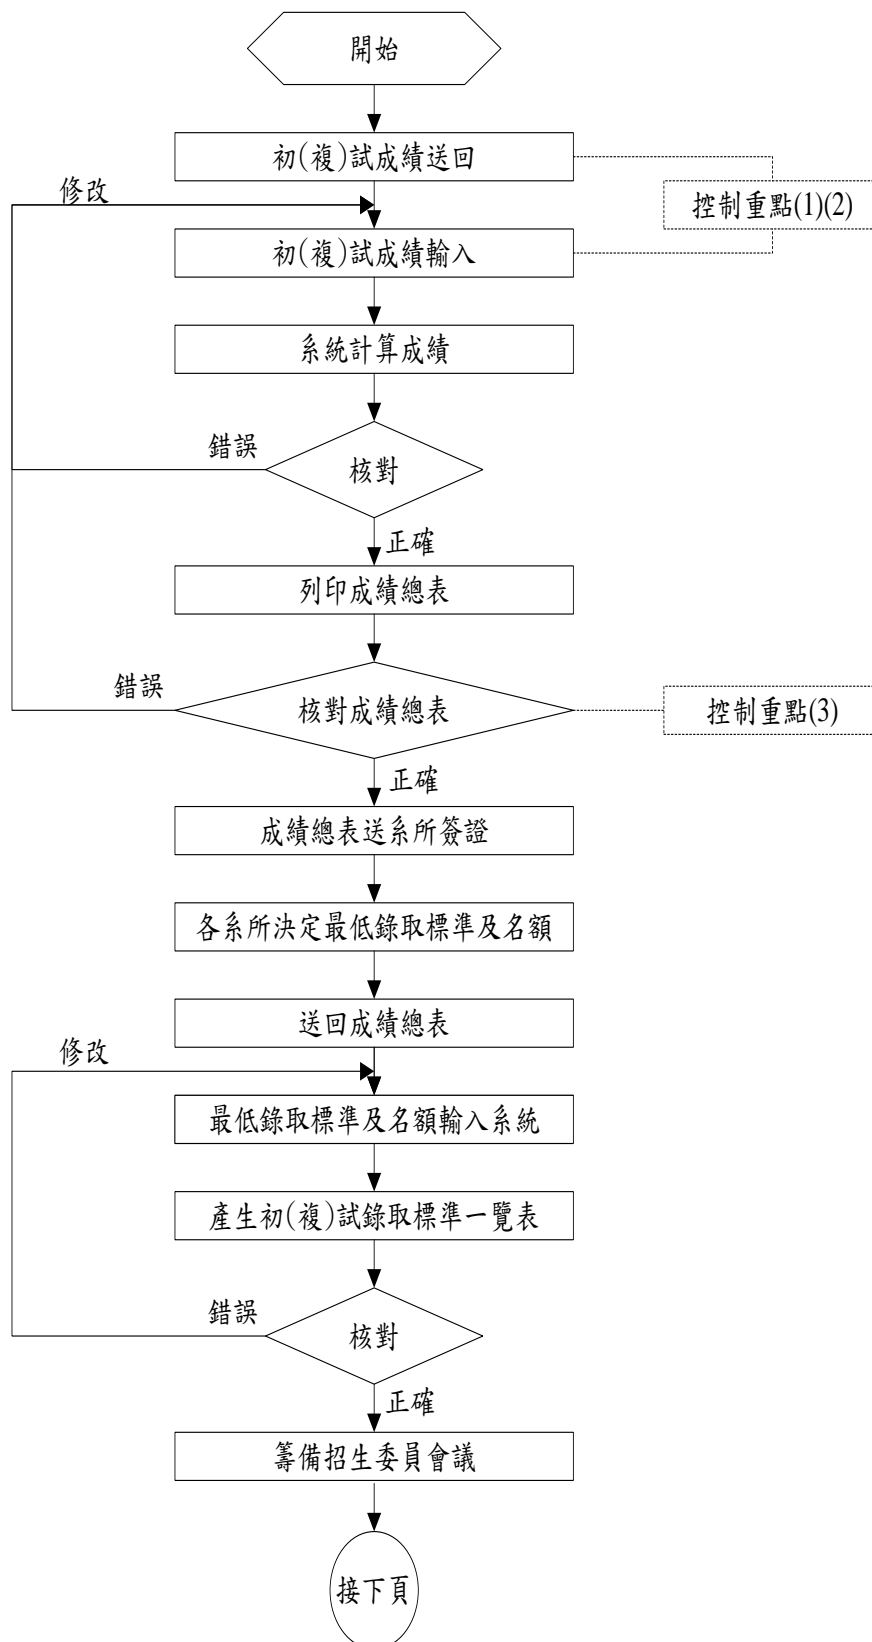 開始
初(複)試成績送回
修改
控制重點(1)(2)
初(複)試成績輸入
系統計算成績
錯誤
核對
正確
列印成績總表
錯誤
核對成績總表
控制重點(3)
正確
成績總表送系所簽證
各系所決定最低錄取標準及名額
送回成績總表
修改
最低錄取標準及名額輸入系統
產生初(複)試錄取標準一覽表
錯誤
核對
正確
籌備招生委員會議
接下頁